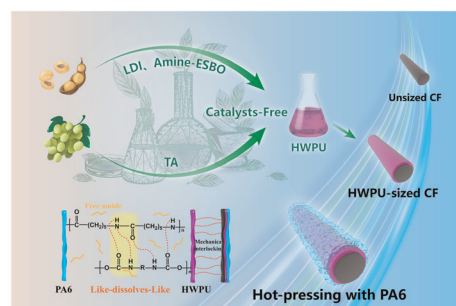 LDI、Amine-ESBO
Catalysts-Free
HWPU
TA
Unsized CF
HWPU-sized CF
Hot-pressing with PA6
Free amide
Mechanical
interlocking
PA6
Like-dissolves-Like
HWPU